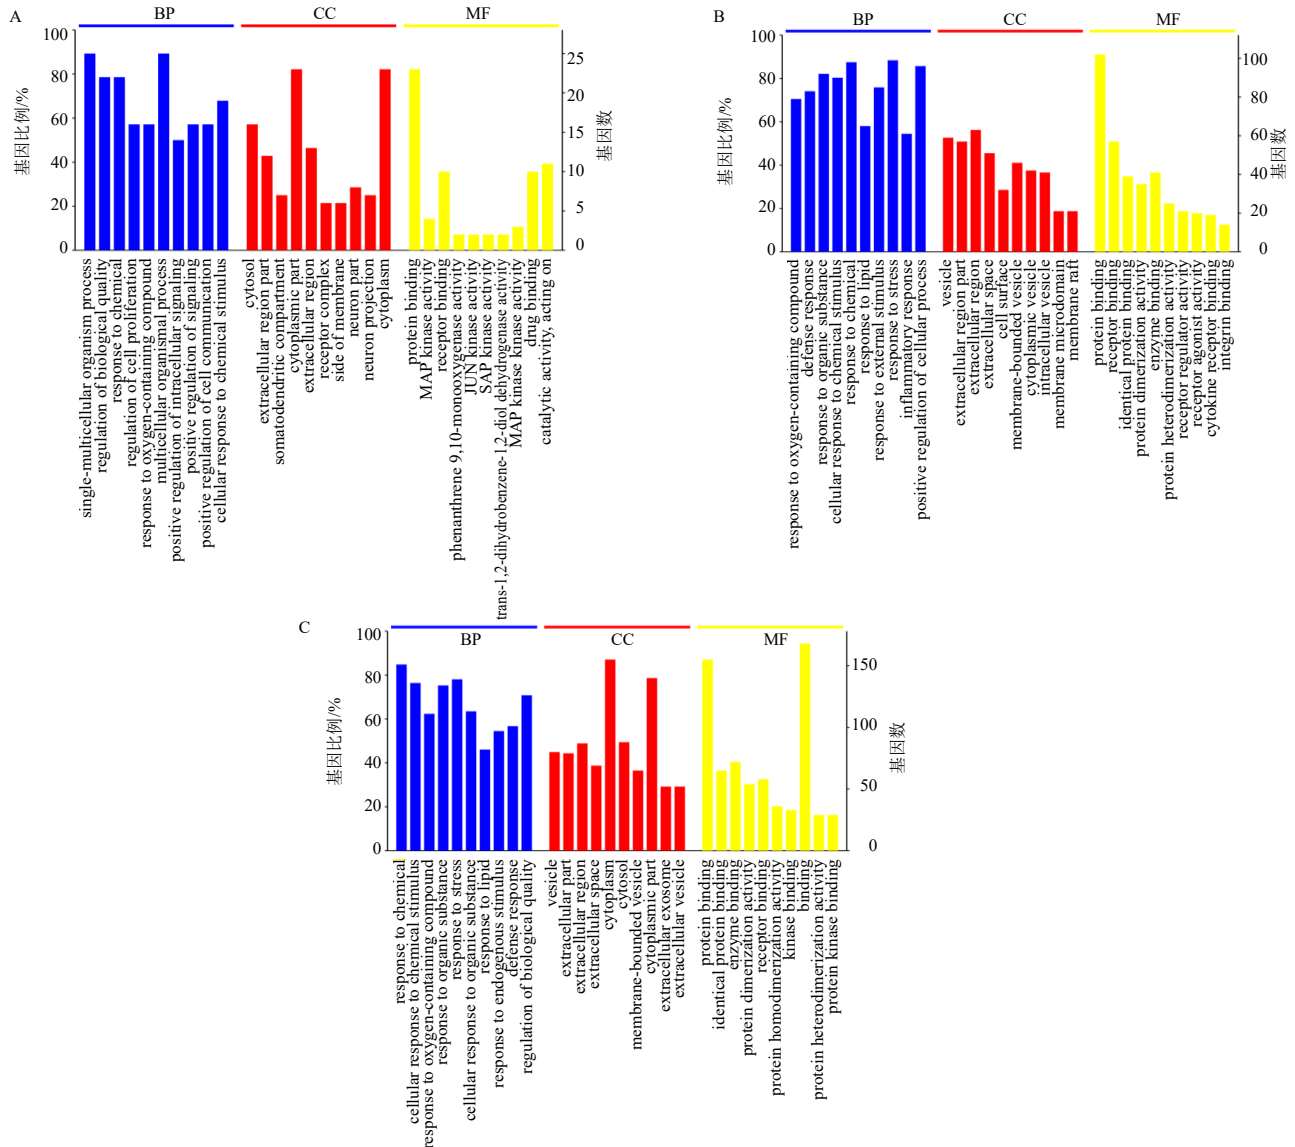 A
BP
CC
MF
基因比例/%
100
80
60
40
20
0
基因数
25
20
15
10
5
0
single-multicellular organism process
regulation of biological quality
response to chemical
regulation of cell proliferation
response to oxygen-containing compound
multicellular organismal process
positive regulation of intracellular signaling
positive regulation of signaling
positive regulation of cell communication
cellular response to chemical stimulus
cytosol
extracellular region part
somatodendritic compartment
cytoplasmic part
extracellular region
receptor complex
side of membrane
neuron part
neuron projection
cytoplasm
protein binding
MAP kinase activity
receptor binding
phenanthrene 9,10-monooxygenase activity
JUN kinase activity
SAP kinase activity
trans-1,2-dihydrobenzene-1,2-diol dehydrogenase activity
MAP kinase kinase activity
drug binding
catalytic activity, acting on
B
BP
CC
MF
基因比例/%
100
80
60
40
20
0
基因数
100
80
60
40
20
0
response to oxygen-containing compound
defense response
response to organic substance
cellular response to chemical stimulus
response to chemical
response to lipid
response to external stimulus
response to stress
inflammatory response
positive regulation of cellular process
vesicle
extracellular region part
extracellular region
extracellular space
cell surface
membrane-bounded vesicle
cytoplasmic vesicle
intracellular vesicle
membrane microdomain
membrane raft
protein binding
receptor binding
identical protein binding
protein dimerization activity
enzyme binding
protein heterodimerization activity
receptor regulator activity
receptor agonist activity
cytokine receptor binding
integrin binding
C
BP
CC
MF
基因比例/%
100
80
60
40
20
0
基因数
150
100
50
0
response to chemical
cellular response to chemical stimulus
response to oxygen-containing compound
response to organic substance
response to stress
cellular response to organic substance
response to lipid
response to endogenous stimulus
defense response
regulation of biological quality
vesicle
extracellular part
extracellular region
extracellular space
cytoplasm
cytosol
membrane-bounded vesicle
cytoplasmic part
extracellular exosome
extracellular vesicle
protein binding
identical protein binding
enzyme binding
protein dimerization activity
receptor binding
protein homodimerization activity
kinase binding
binding
protein heterodimerization activity
protein kinase binding